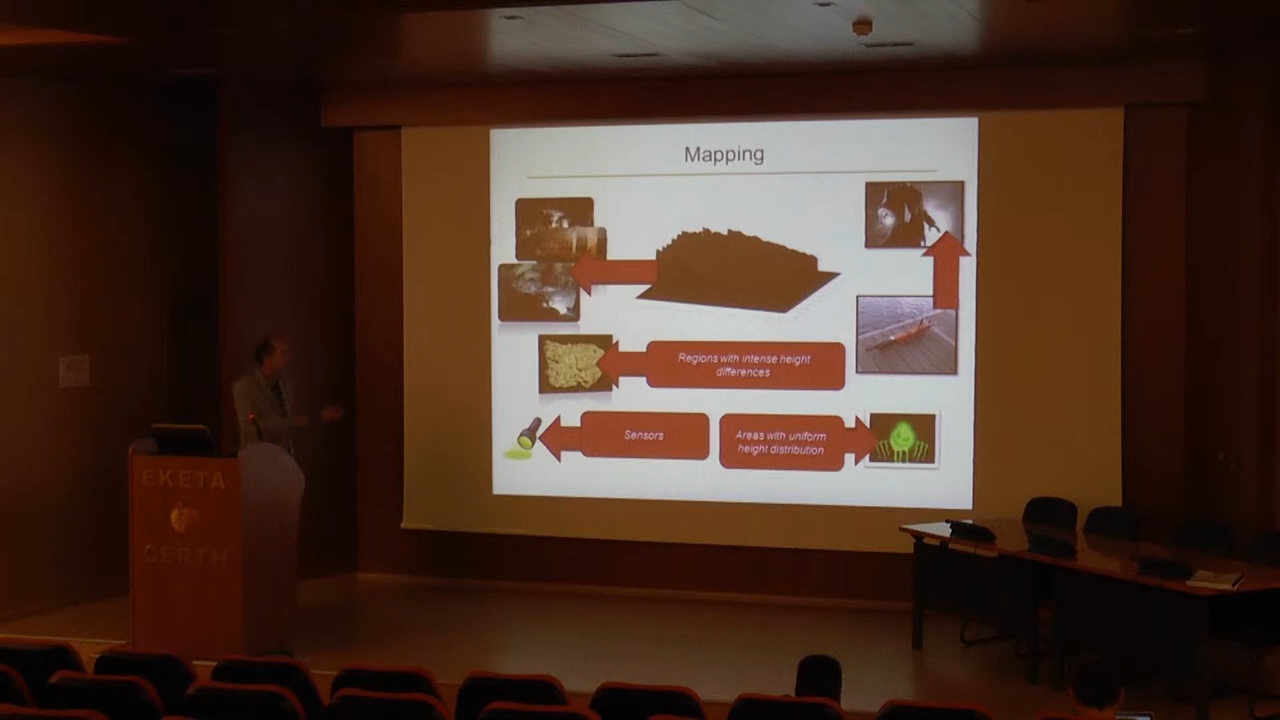 Mapping
Regions with intense height
differences
Sensors
Areas with uniform
height distribution
EKETA
CERTH